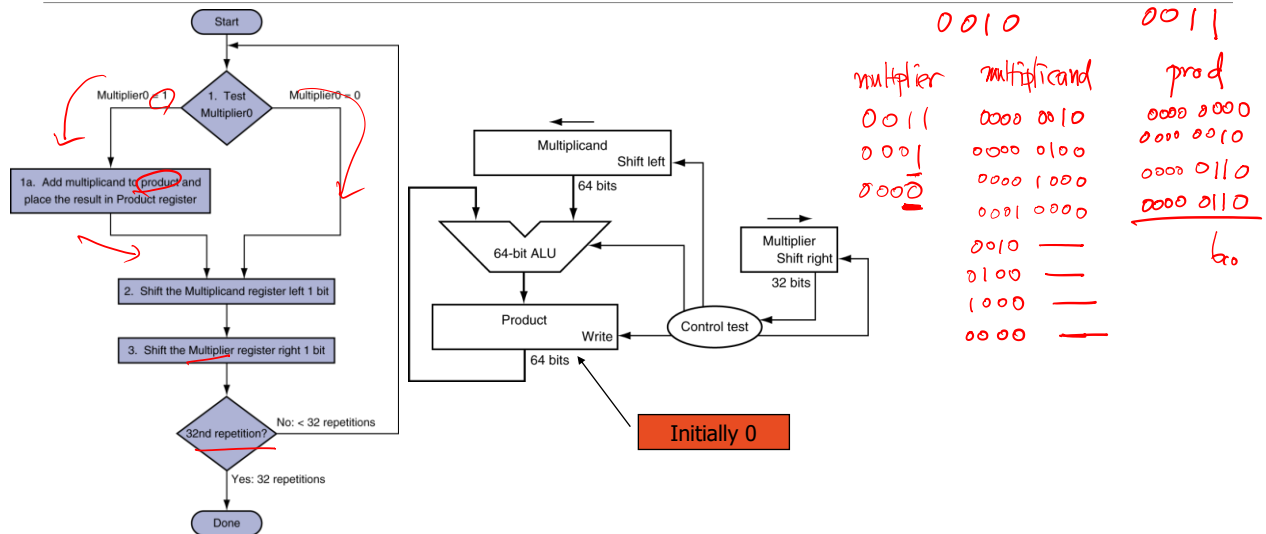 Start
Multiplier0 = 1
1. Test
Multiplier0
Multiplier0 = 0
1a. Add multiplicand to product and
place the result in Product register
2. Shift the Multiplicand register left 1 bit
3. Shift the Multiplier register right 1 bit
32nd repetition?
No: < 32 repetitions
Yes: 32 repetitions
Done
Multiplicand
Shift left
64 bits
64-bit ALU
Multiplier
Shift right
32 bits
Product
Write
64 bits
Control test
Initially 0
0010 0011
multiplier multiplicand prod
0011 0000 0010 0000 0000
0001 0000 0100 0000 0010
0000 0000 1000 0000 0110
0001 0000 0000 0110
0010 —
0100 —
1000 —
0000 —